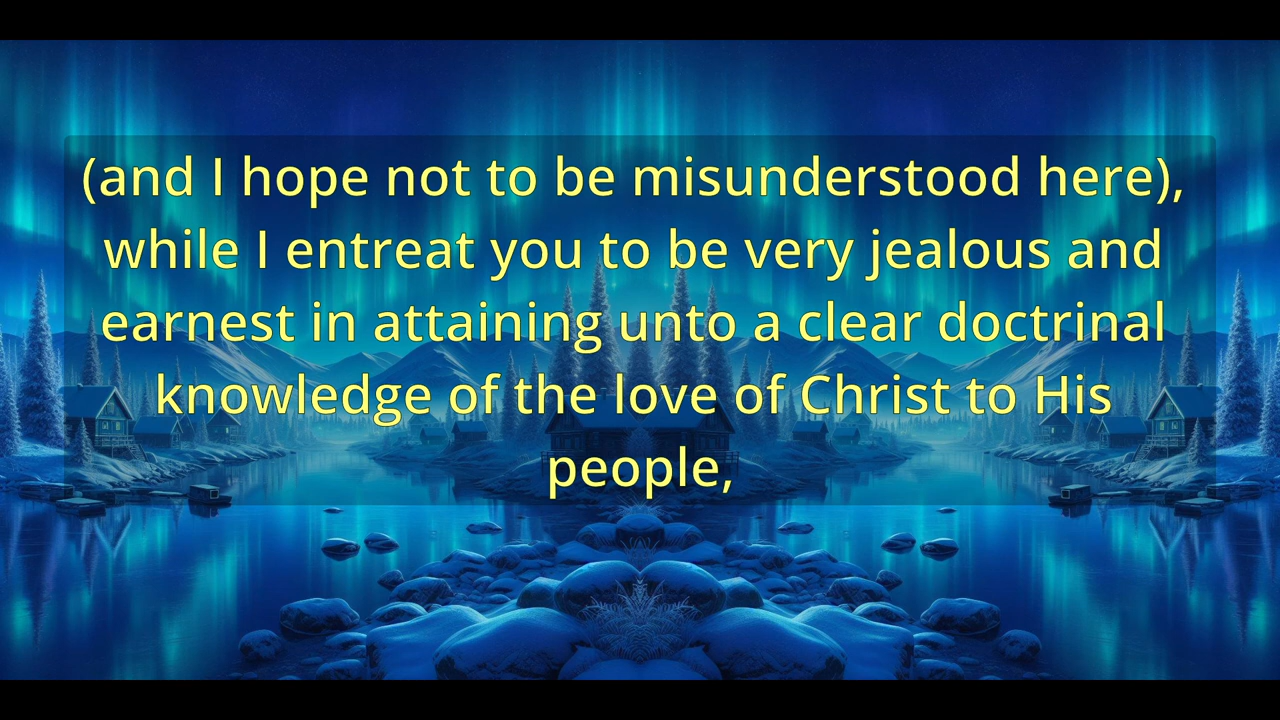 (and I hope not to be misunderstood here),
while I entreat you to be very jealous and
earnest in attaining unto a clear doctrinal
knowledge of the love of Christ to His
people,